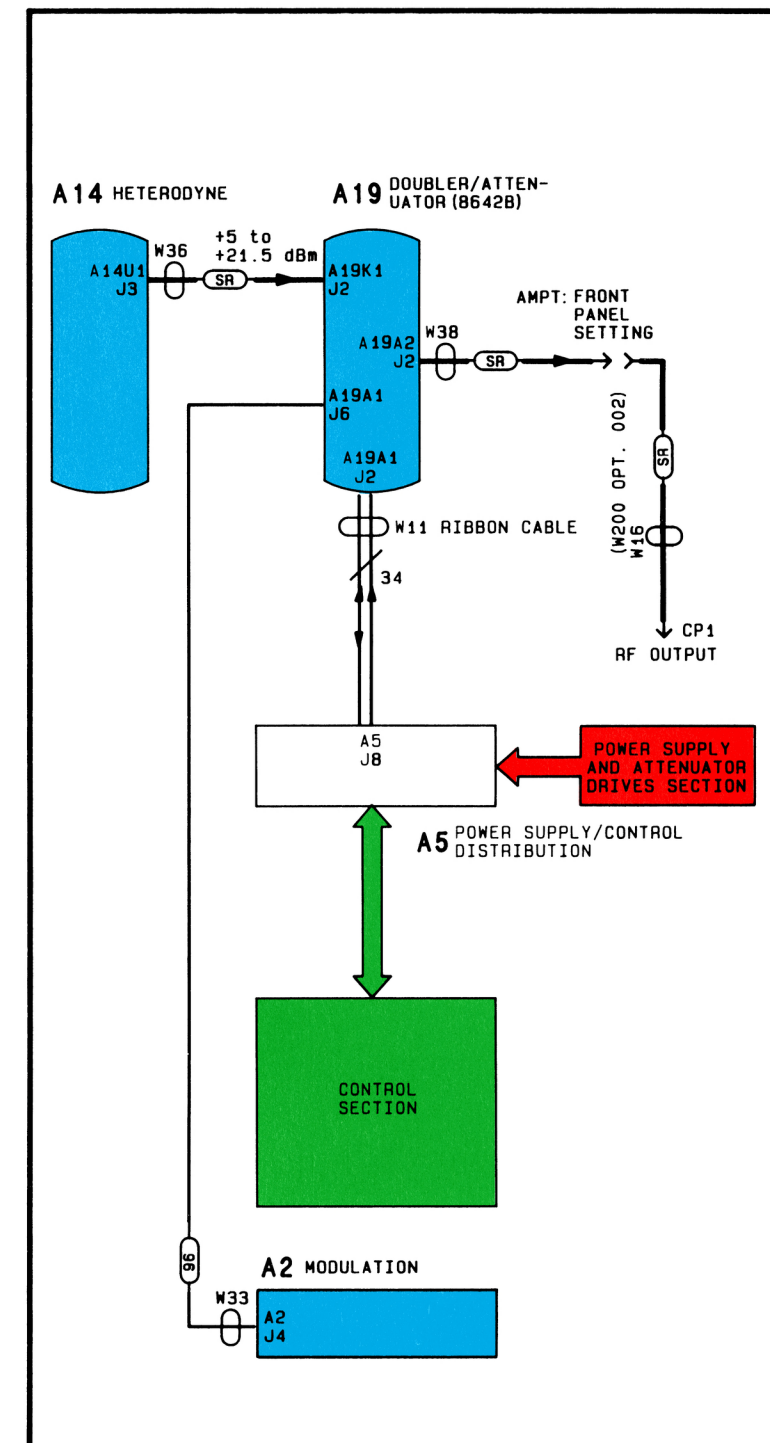 A14 HETERODYNE
A19 DOUBLER/ATTEN-
UATOR (8642B)
W36
+5 to
+21.5 dBm
A14U1
J3
SR
A19K1
J2
AMPT: FRONT
PANEL
SETTING
W38
A19A2
J2
SR
A19A1
J6
A19A1
J2
(W200 OPT. 002)
W16
SR
W11 RIBBON CABLE
34
CP1
RF OUTPUT
A5
J8
POWER SUPPLY
AND ATTENUATOR
DRIVES SECTION
A5 POWER SUPPLY/CONTROL
DISTRIBUTION
CONTROL
SECTION
96
A2 MODULATION
W33
A2
J4